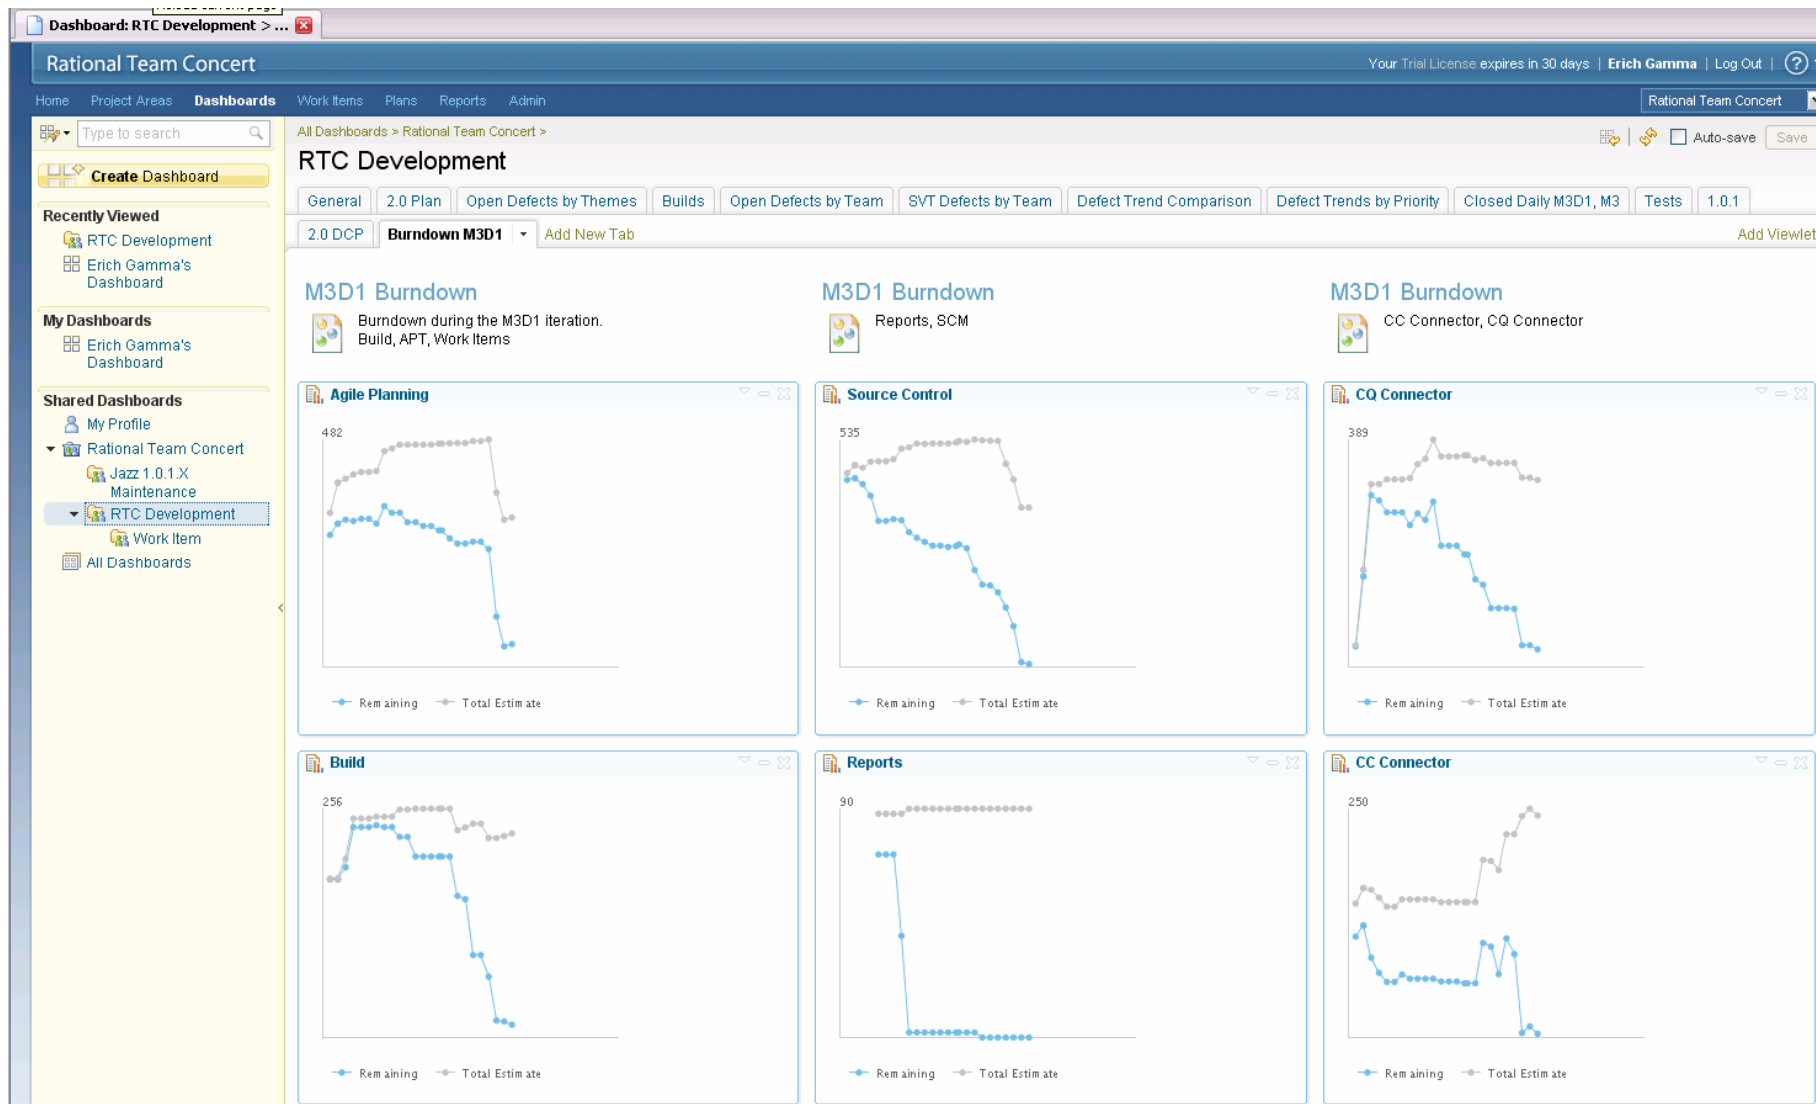 Reload current page
Dashboard: RTC Development > ...
Rational Team Concert
Your Trial License expires in 30 days | Erich Gamma | Log Out | ?
Home Project Areas Dashboards Work Items Plans Reports Admin
Rational Team Concert
Type to search
Create Dashboard
Recently Viewed
RTC Development
Erich Gamma's
Dashboard
My Dashboards
Erich Gamma's
Dashboard
Shared Dashboards
My Profile
Rational Team Concert
Jazz 1.0.1.X
Maintenance
RTC Development
Work Item
All Dashboards
All Dashboards > Rational Team Concert >
Auto-save Save
RTC Development
General 2.0 Plan Open Defects by Themes Builds Open Defects by Team SVT Defects by Team Defect Trend Comparison Defect Trends by Priority Closed Daily M3D1, M3 Tests 1.0.1
2.0 DCP Burndown M3D1 Add New Tab Add Viewlet
M3D1 Burndown
Burndown during the M3D1 iteration.
Build, APT, Work Items
M3D1 Burndown
Reports, SCM
M3D1 Burndown
CC Connector, CQ Connector
Agile Planning
482
Remaining Total Estimate
Source Control
535
Remaining Total Estimate
CQ Connector
389
Remaining Total Estimate
Build
256
Remaining Total Estimate
Reports
90
Remaining Total Estimate
CC Connector
250
Remaining Total Estimate